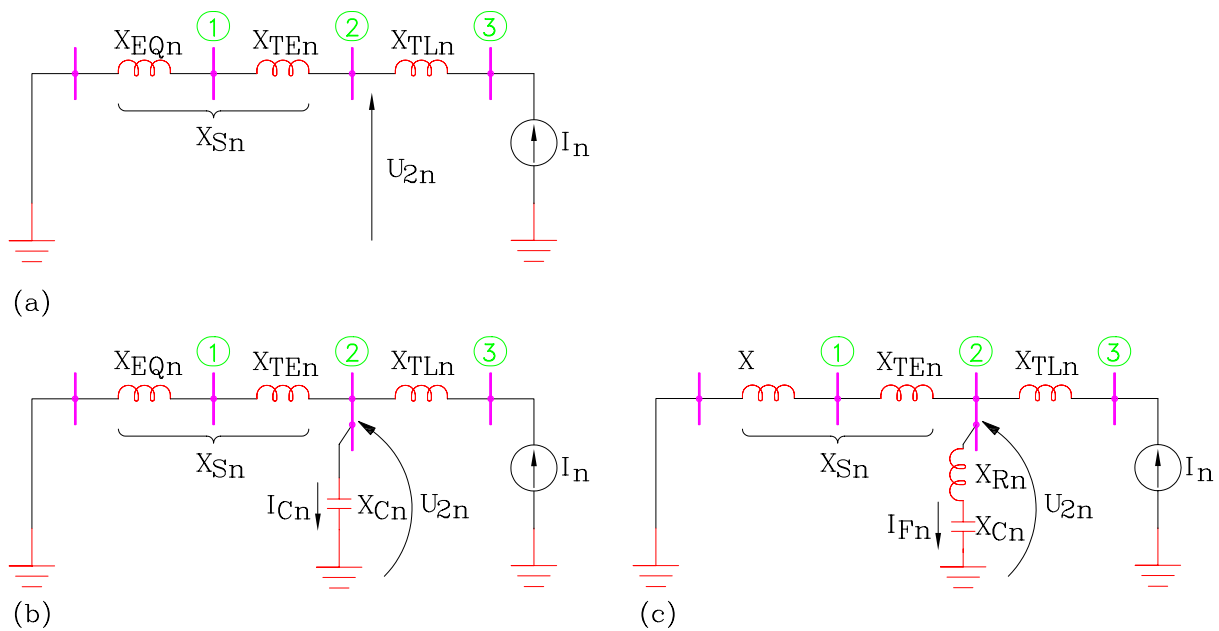 ① ② ③
XEQn XTEn XTLn
XSn
U2n
In
(a)
① ② ③
XEQn XTEn XTLn
XSn
ICn XCn U2n
In
(b)
① ② ③
X XTEn XTLn
XSn
XRn
IFn XCn U2n
In
(c)